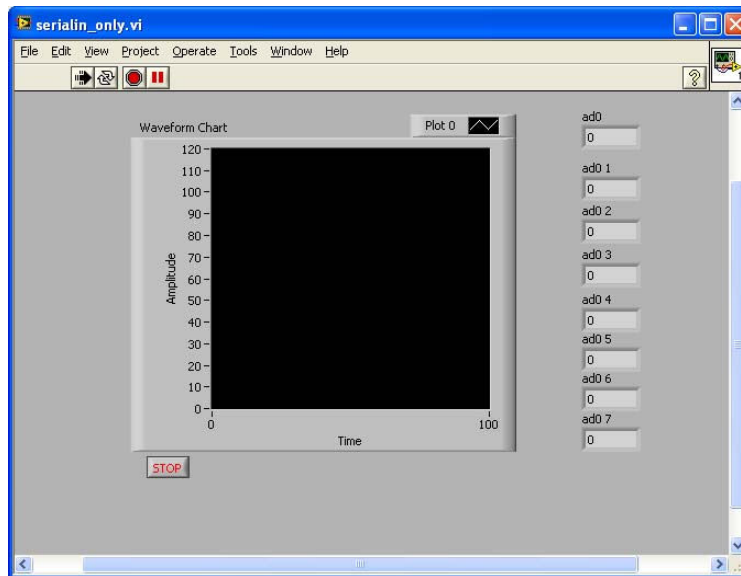 serialin_only.vi
File Edit View Project Operate Tools Window Help
?
1
Waveform Chart
Plot 0
120
110
100
90
80
70
60
50
40
30
20
10
0
Amplitude
0
100
Time
STOP
ad0
0
ad0 1
0
ad0 2
0
ad0 3
0
ad0 4
0
ad0 5
0
ad0 6
0
ad0 7
0